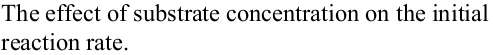 The effect of substrate concentration on the initial
reaction rate.